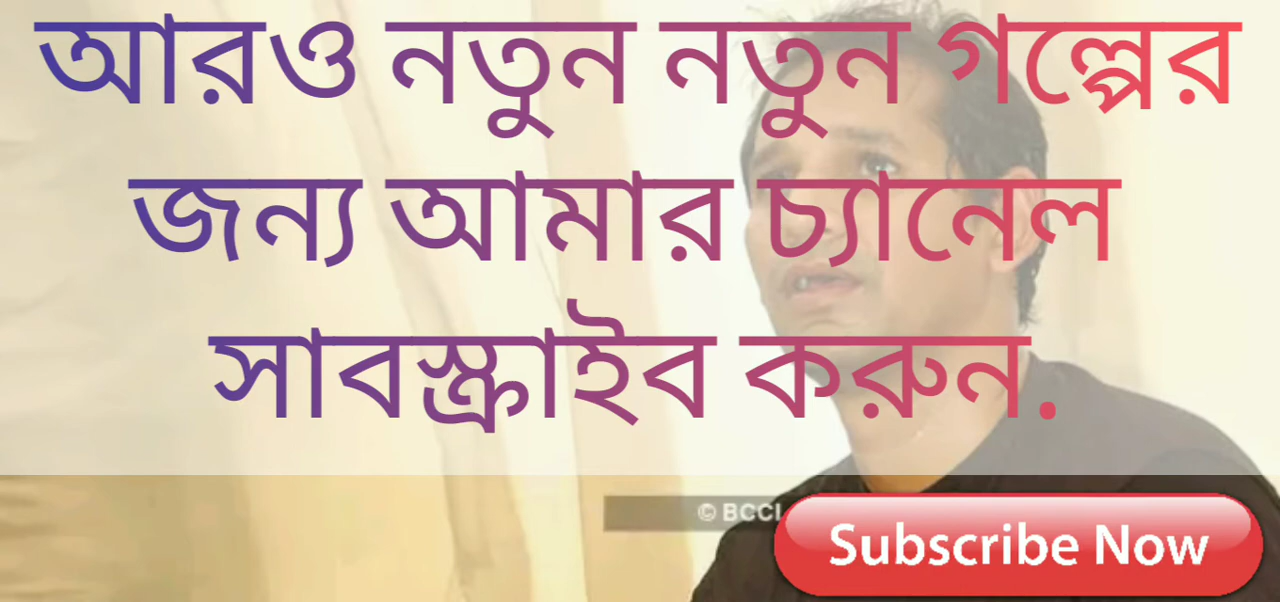 আরও নতুন নতুন গল্পের
জন্য আমার চ্যানেল
সাবস্ক্রাইব করুন.
© BCCI
Subscribe Now